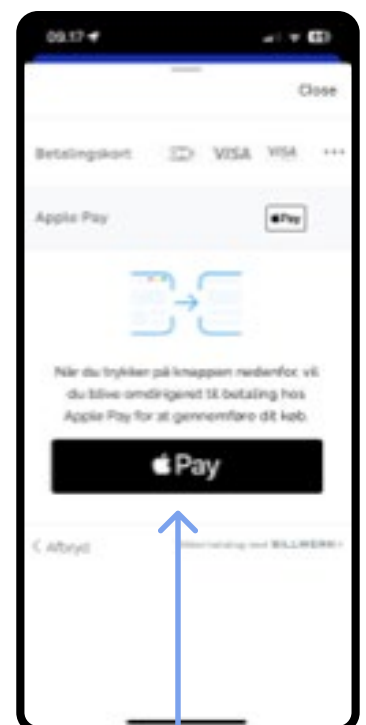 09.17
Close
Betalingskort VISA VISA
Apple Pay Pay
Når du trykker på knappen nedenfor, vil
du blive omdirigeret til betaling hos
Apple Pay for at gennemføre dit køb.
Pay
Afbryd BILLWERK+